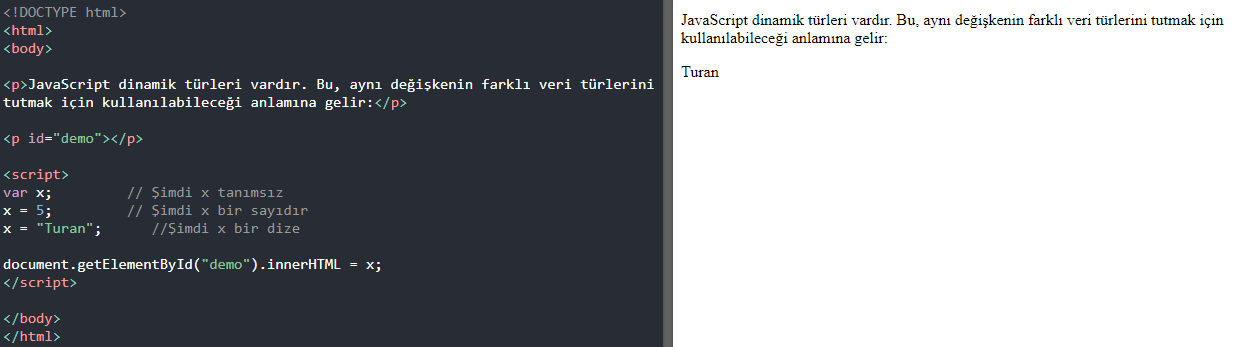 <!DOCTYPE html>
<html>
<body>
<p>JavaScript dinamik türleri vardır. Bu, aynı değişkenin farklı veri türlerini
tutmak için kullanılabileceği anlamına gelir:</p>
<p id="demo"></p>
<script>
var x;         // Şimdi x tanımsız
x = 5;         // Şimdi x bir sayıdır
x = "Turan";      //Şimdi x bir dize
document.getElementById("demo").innerHTML = x;
</script>
</body>
</html>
JavaScript dinamik türleri vardır. Bu, aynı değişkenin farklı veri türlerini tutmak için
kullanılabileceği anlamına gelir:
Turan